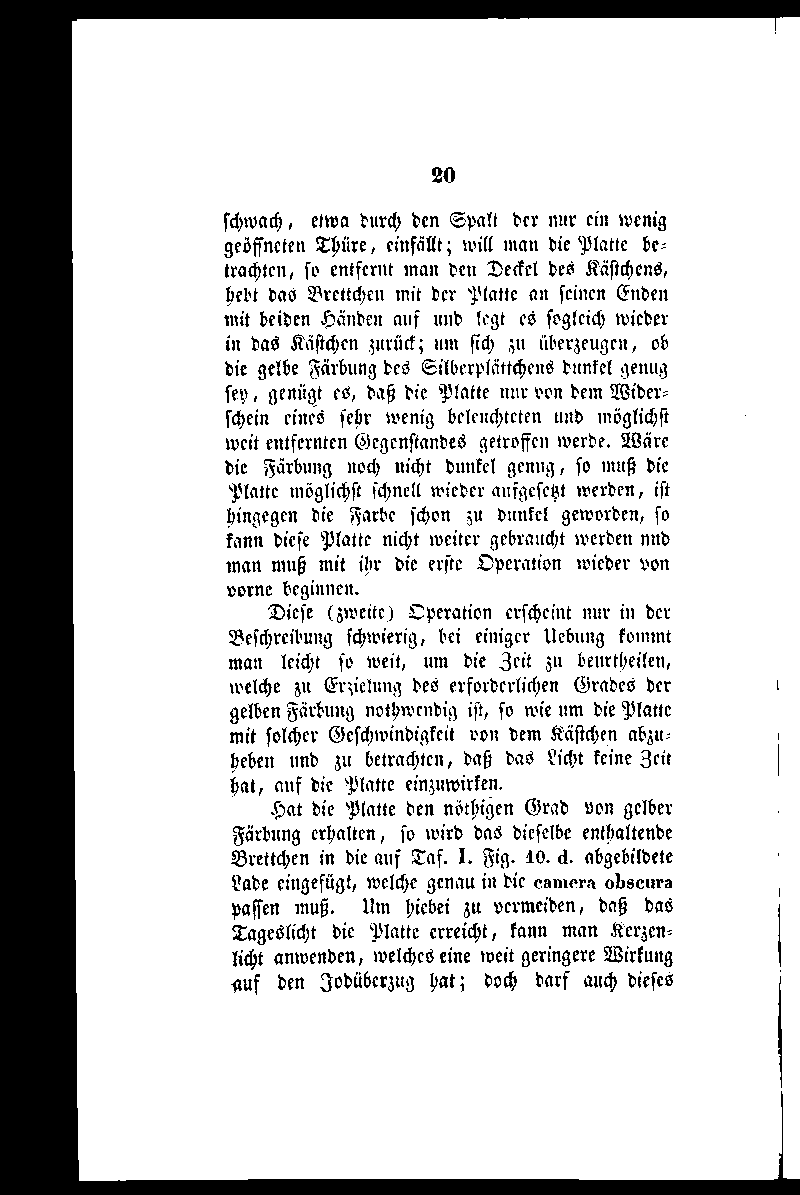 20
schwach, etwa durch den Spalt der nur ein wenig
geöffneten Thüre, einfällt; will man die Platte be-
trachten, so entfernt man den Deckel des Kästchens,
hebt das Brettchen mit der Platte an seinen Enden
mit beiden Händen auf und legt es sogleich wieder
in das Kästchen zurück; um sich zu überzeugen, ob
die gelbe Färbung des Silberplättchens dunkel genug
sey, genügt es, daß die Platte nur von dem Wider-
schein eines sehr wenig beleuchteten und möglichst
weit entfernten Gegenstandes getroffen werde. Wäre
die Färbung noch nicht dunkel genug, so muß die
Platte möglichst schnell wieder aufgesetzt werden, ist
hingegen die Farbe schon zu dunkel geworden, so
kann diese Platte nicht weiter gebraucht werden und
man muß mit ihr die erste Operation wieder von
vorne beginnen.
Diese (zweite) Operation erscheint nur in der
Beschreibung schwierig, bei einiger Uebung kommt
man leicht so weit, um die Zeit zu beurtheilen,
welche zu Erzielung des erforderlichen Grades der
gelben Färbung nothwendig ist, so wie um die Platte
mit solcher Geschwindigkeit von dem Kästchen abzu-
heben und zu betrachten, daß das Licht keine Zeit
hat, auf die Platte einzuwirken.
Hat die Platte den nöthigen Grad von gelber
Färbung erhalten, so wird das dieselbe enthaltende
Brettchen in die auf Taf. I. Fig. 10. d. abgebildete
Lade eingefügt, welche genau in die camera obscura
passen muß. Um hiebei zu vermeiden, daß das
Tageslicht die Platte erreicht, kann man Kerzen-
licht anwenden, welches eine weit geringere Wirkung
auf den Jodüberzug hat; doch darf auch dieses